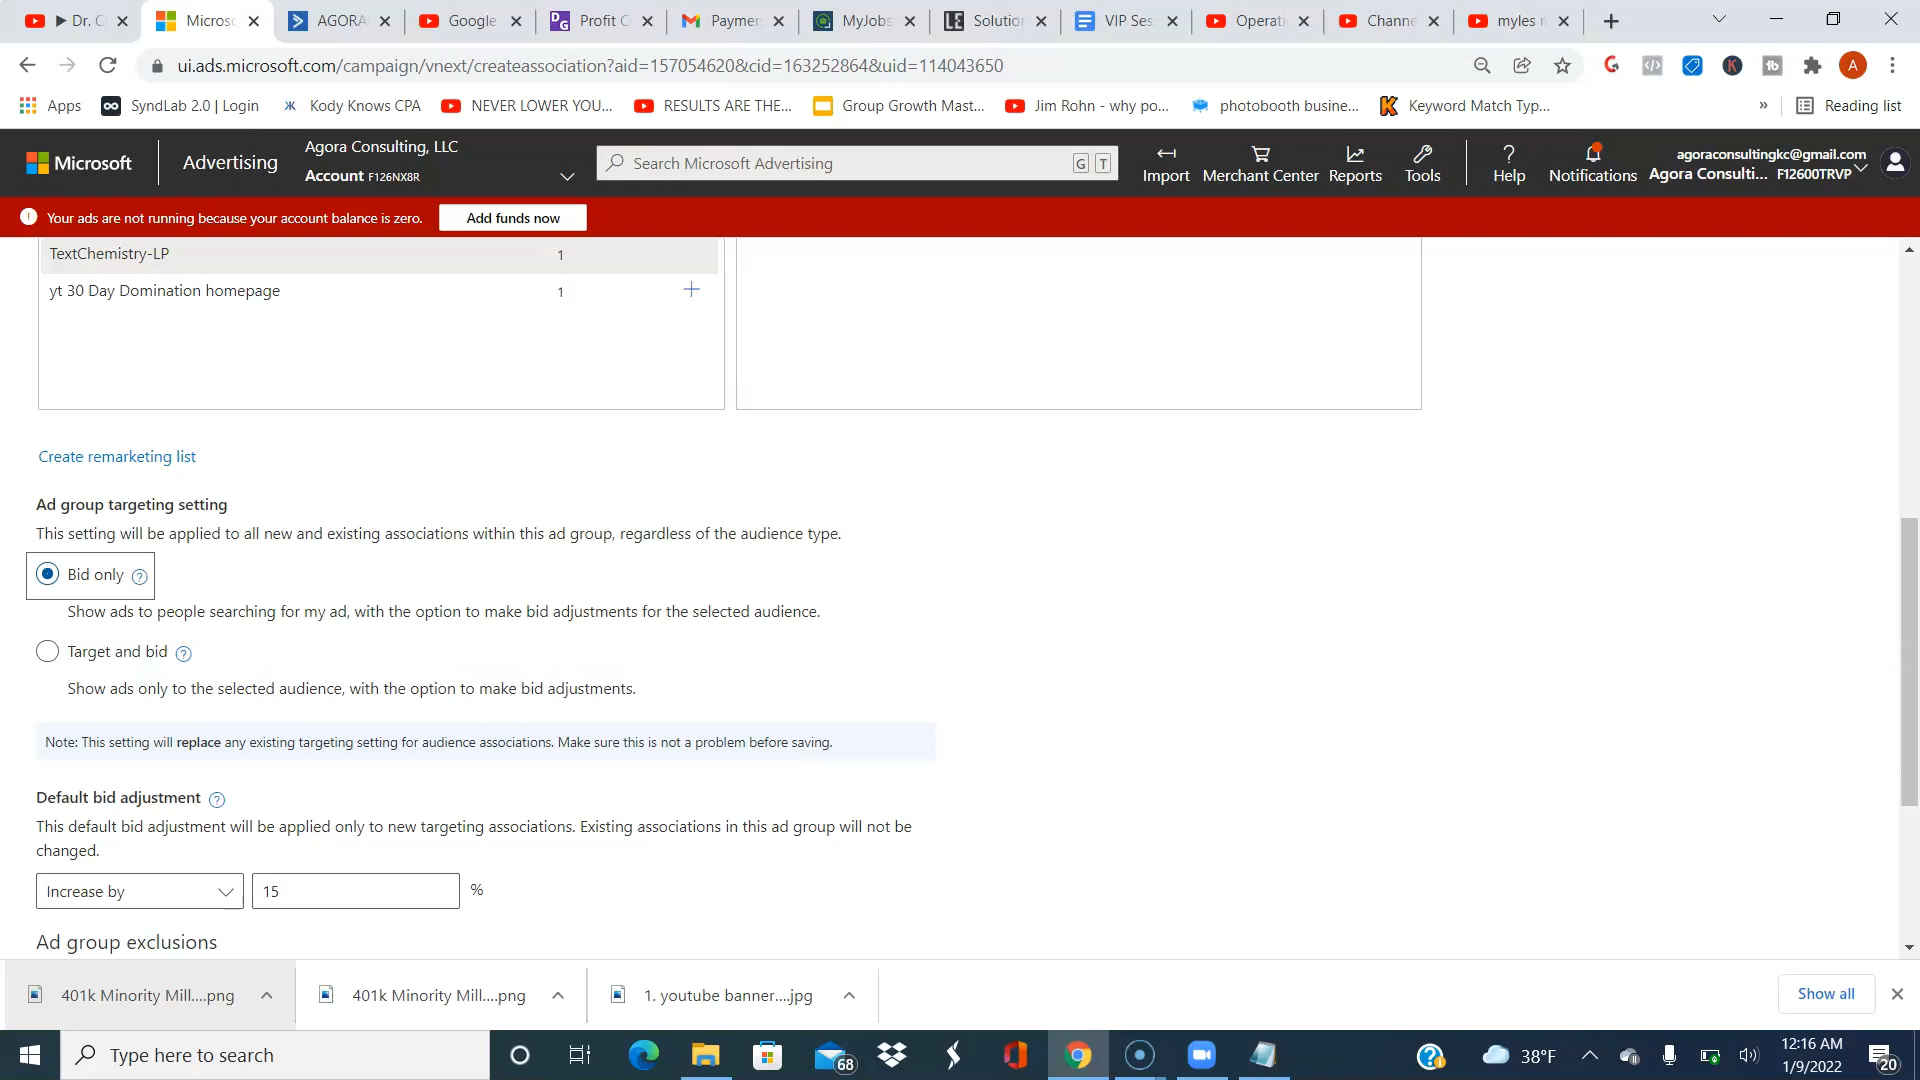 Dr. C
Micros
AGORA
Google
Profit C
Paymen
MyJobs
Solution
VIP Ses
Operati
Channe
myles n
ui.ads.microsoft.com/campaign/vnext/createassociation?aid=157054620&cid=163252864&uid=114043650
A
Apps
SyndLab 2.0 | Login
Kody Knows CPA
NEVER LOWER YOU...
RESULTS ARE THE...
Group Growth Mast...
Jim Rohn - why po...
photobooth busine...
Keyword Match Typ...
»
Reading list
Microsoft
Advertising
Agora Consulting, LLC
Account F126NX8R
Search Microsoft Advertising
G T
Import
Merchant Center
Reports
Tools
Help
Notifications
agoraconsultingkc@gmail.com
Agora Consulti... F12600TRVP
Your ads are not running because your account balance is zero.
Add funds now
TextChemistry-LP 1
yt 30 Day Domination homepage 1
Create remarketing list
Ad group targeting setting
This setting will be applied to all new and existing associations within this ad group, regardless of the audience type.
Bid only
Show ads to people searching for my ad, with the option to make bid adjustments for the selected audience.
Target and bid
Show ads only to the selected audience, with the option to make bid adjustments.
Note: This setting will replace any existing targeting setting for audience associations. Make sure this is not a problem before saving.
Default bid adjustment
This default bid adjustment will be applied only to new targeting associations. Existing associations in this ad group will not be
changed.
Increase by 15 %
Ad group exclusions
401k Minority Mill....png
401k Minority Mill....png
1. youtube banner....jpg
Show all
Type here to search
68
38°F
12:16 AM
1/9/2022
20